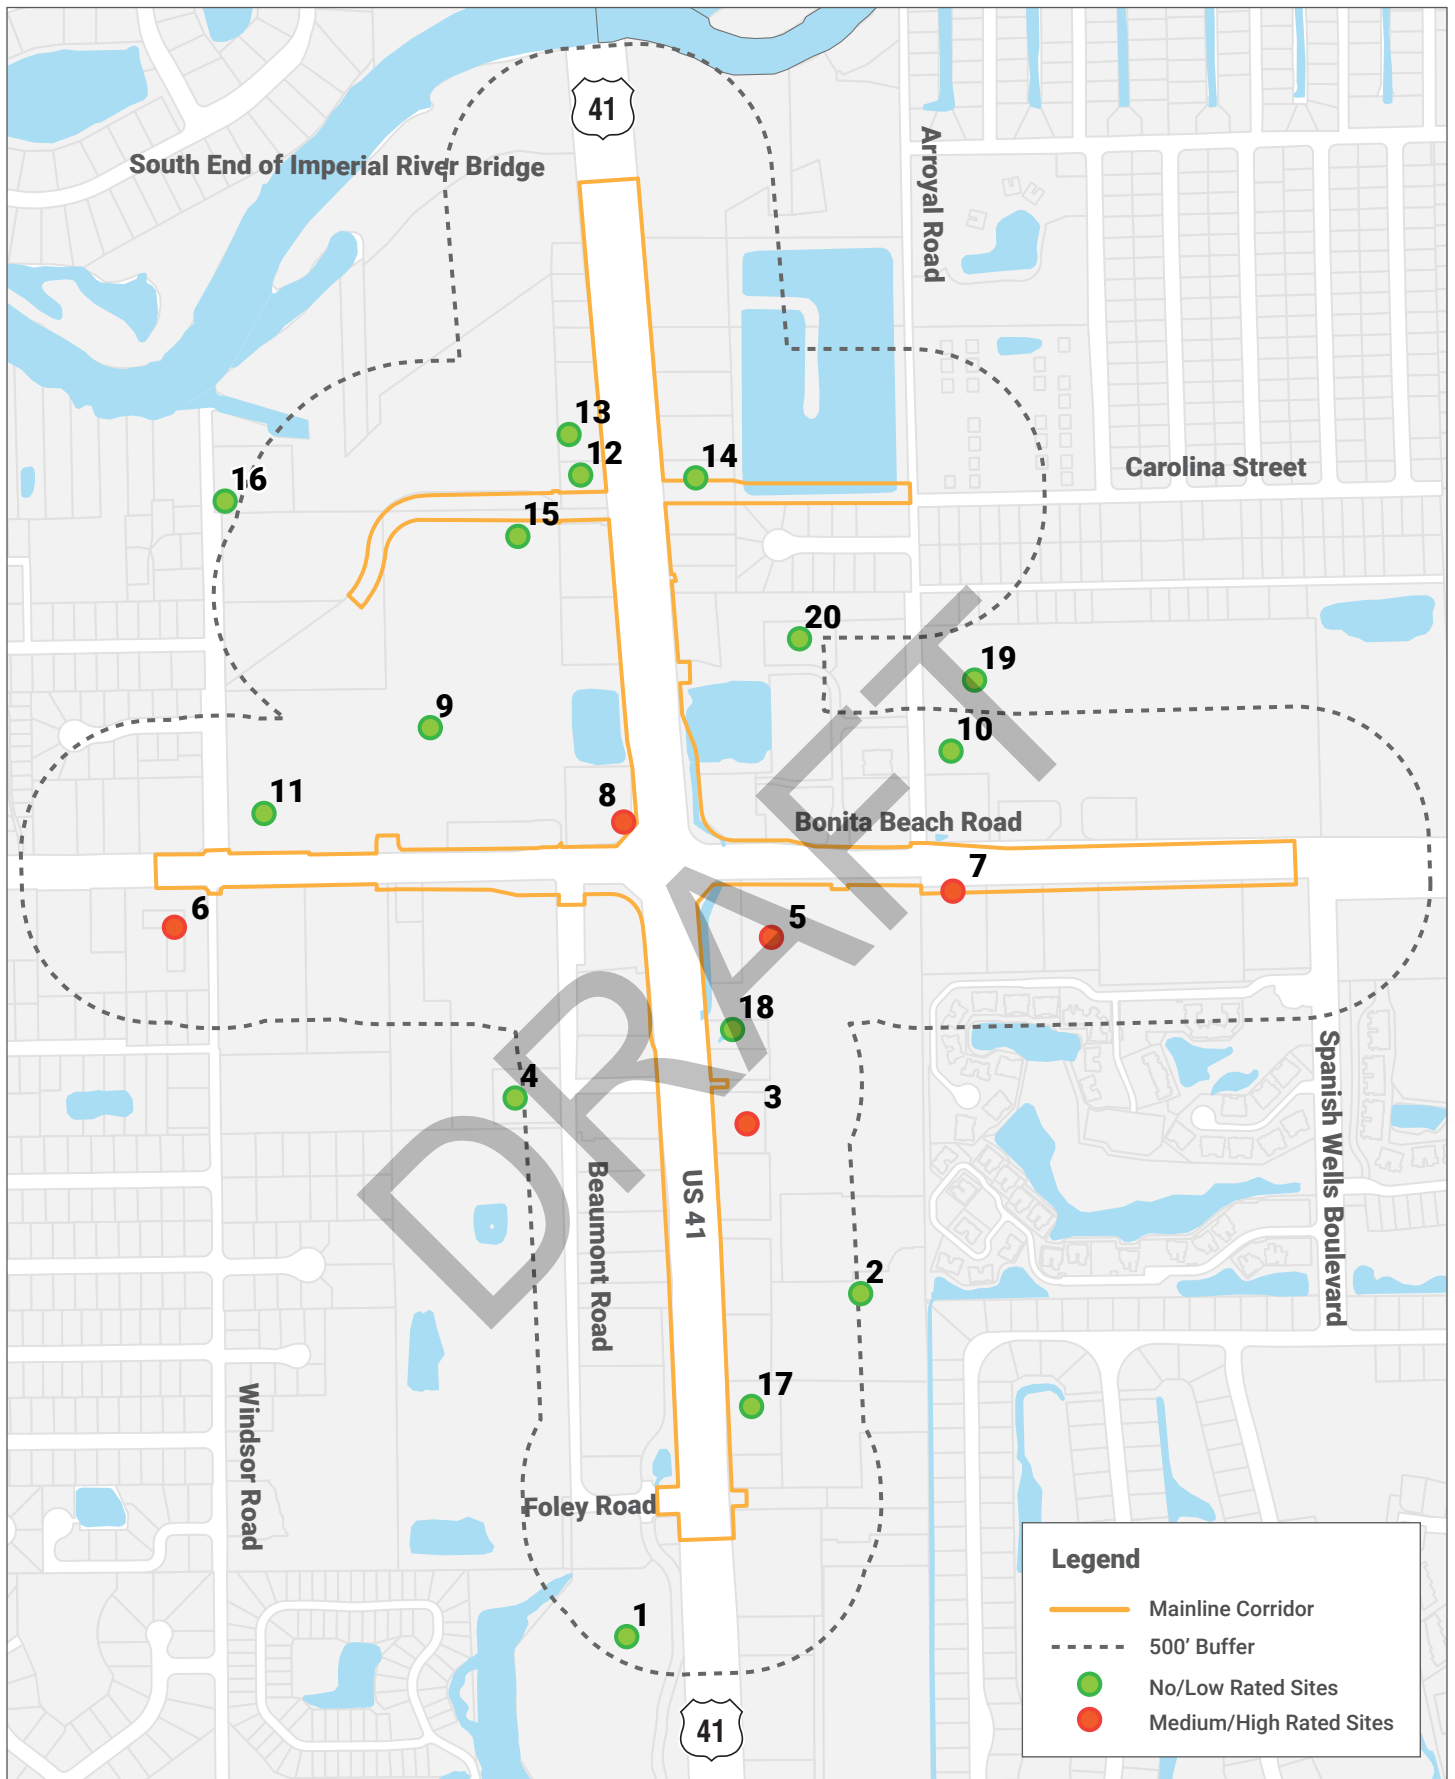 41
South End of Imperial River Bridge
Arroyal Road
13
12
14
Carolina Street
16
15
20
19
9
10
11
8
Bonita Beach Road
7
6
5
18
4
3
DRAFT
Beaumont Road
US 41
Spanish Wells Boulevard
2
17
Windsor Road
Foley Road
1
41
Legend
Mainline Corridor
500’ Buffer
No/Low Rated Sites
Medium/High Rated Sites